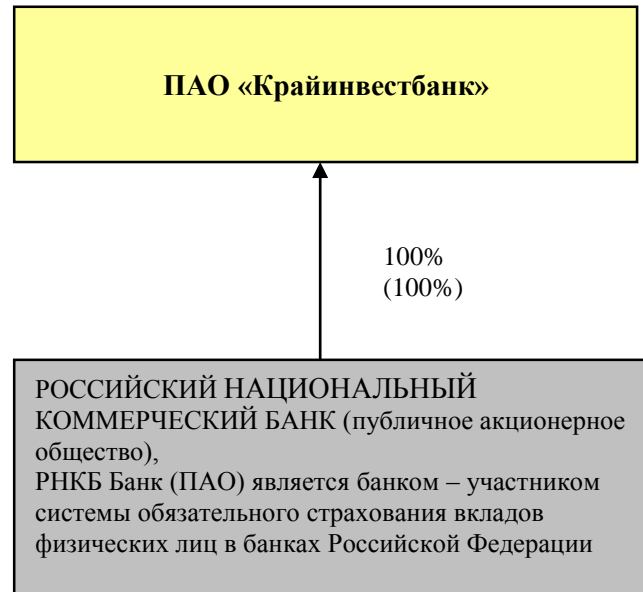 ПАО «Крайинвестбанк»
100%
(100%)
РОССИЙСКИЙ НАЦИОНАЛЬНЫЙ
КОММЕРЧЕСКИЙ БАНК (публичное акционерное
общество),
РНКБ Банк (ПАО) является банком – участником
системы обязательного страхования вкладов
физических лиц в банках Российской Федерации